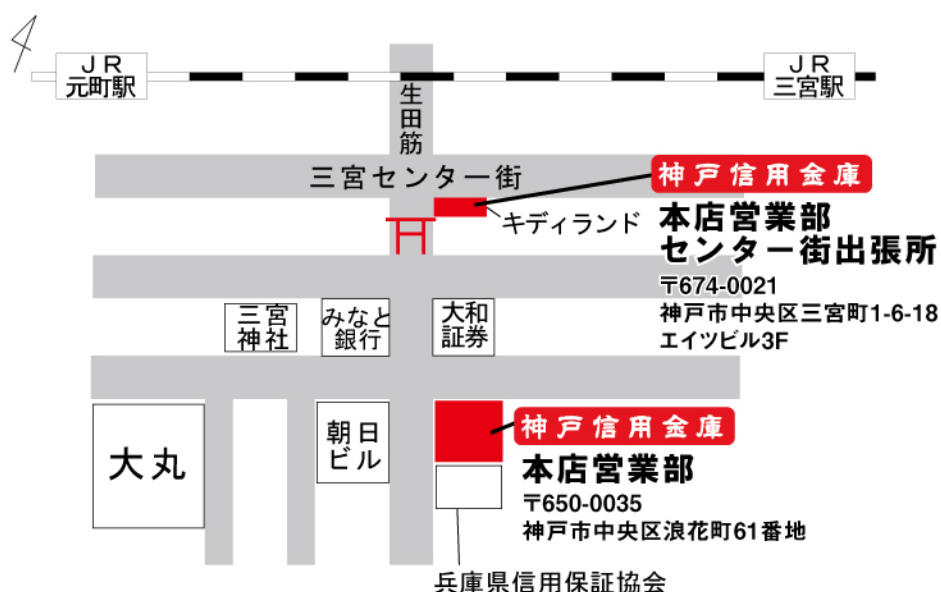 JR
元町駅
JR
三宮駅
生田筋
三宮センター街
神戸信用金庫
キディランド
本店営業部
センター街出張所
〒674-0021
神戸市中央区三宮町1-6-18
エイツビル3F
三宮
神社
みなと
銀行
大和
証券
大丸
朝日
ビル
神戸信用金庫
本店営業部
〒650-0035
神戸市中央区浪花町61番地
兵庫県信用保証協会